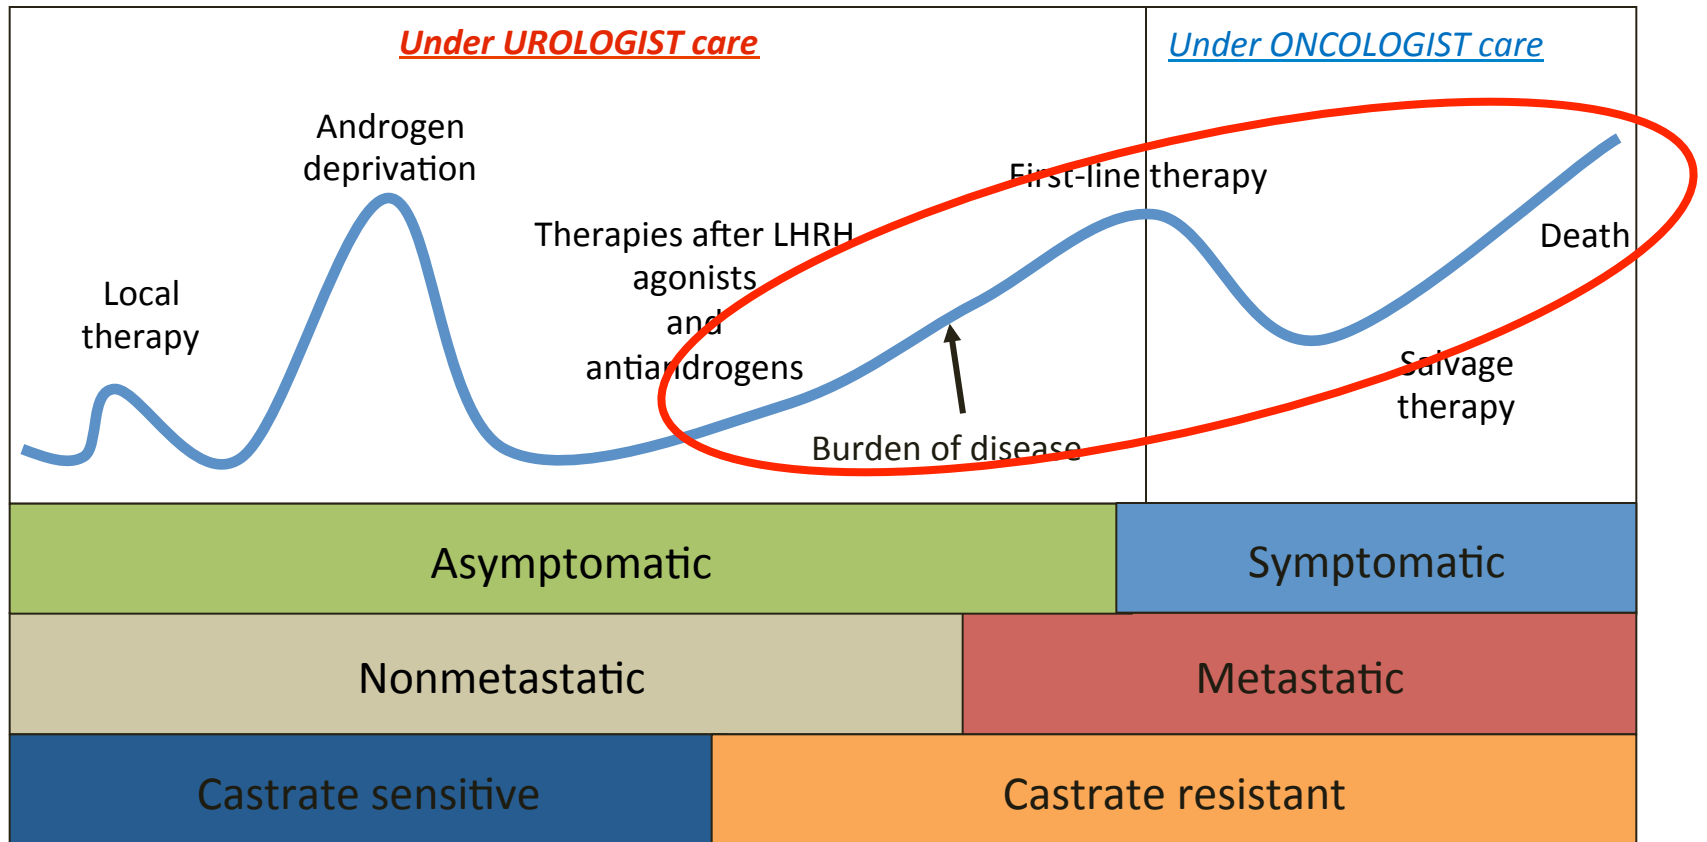 Under UROLOGIST care
Under ONCOLOGIST care
Androgen
deprivation
First-line therapy
Therapies after LHRH
agonists
and
antiandrogens
Death
Local
therapy
Salvage
therapy
Burden of disease
Asymptomatic
Symptomatic
Nonmetastatic
Metastatic
Castrate sensitive
Castrate resistant